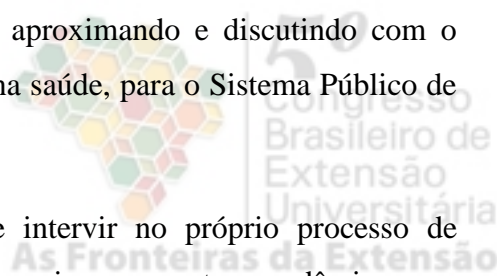 aproximando e discutindo com o
na saúde, para o Sistema Público de
5º
Congresso
Brasileiro de
Extensão
Universitária
e intervir no próprio processo de
As Fronteiras da Extensão